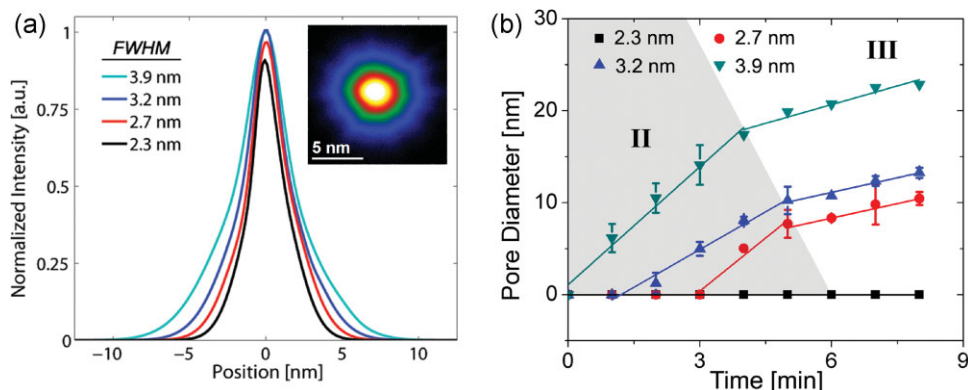 (a)
1
0.75
0.5
0.25
0
Normalized Intensity [a.u.]
FWHM
3.9 nm
3.2 nm
2.7 nm
2.3 nm
5 nm
−10 −5 0 5 10
Position [nm]
(b)
30
20
10
0
Pore Diameter [nm]
2.3 nm 2.7 nm
3.2 nm 3.9 nm
II
III
0 3 6 9
Time [min]